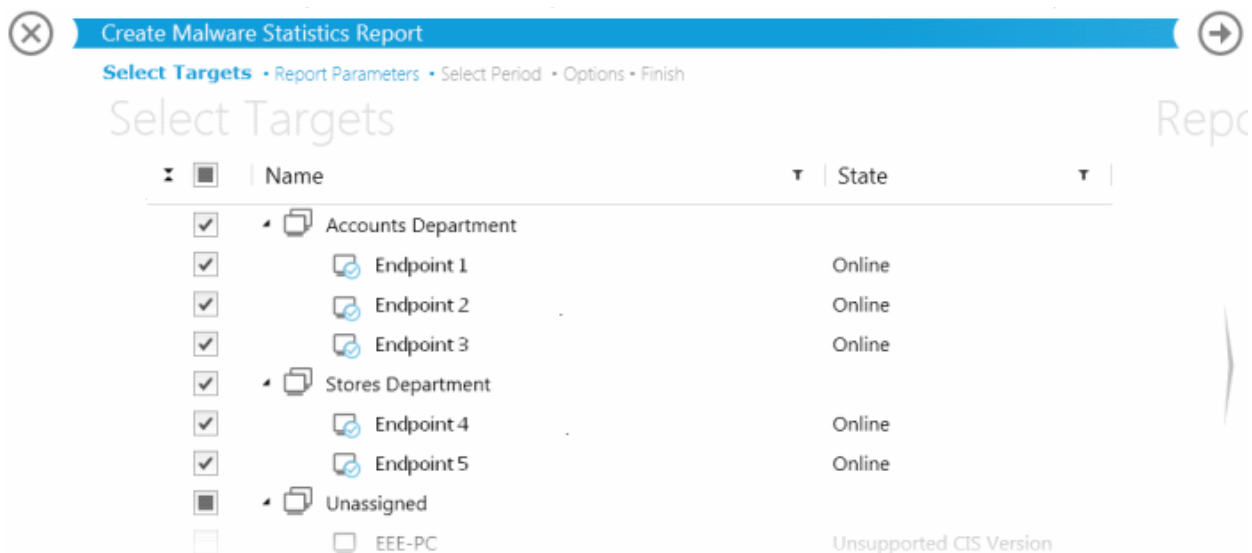 Create Malware Statistics Report
Select Targets • Report Parameters • Select Period • Options • Finish
Select Targets
Repo
Name State
Accounts Department
Endpoint 1 Online
Endpoint 2 Online
Endpoint 3 Online
Stores Department
Endpoint 4 Online
Endpoint 5 Online
Unassigned
EEE-PC Unsupported CIS Version